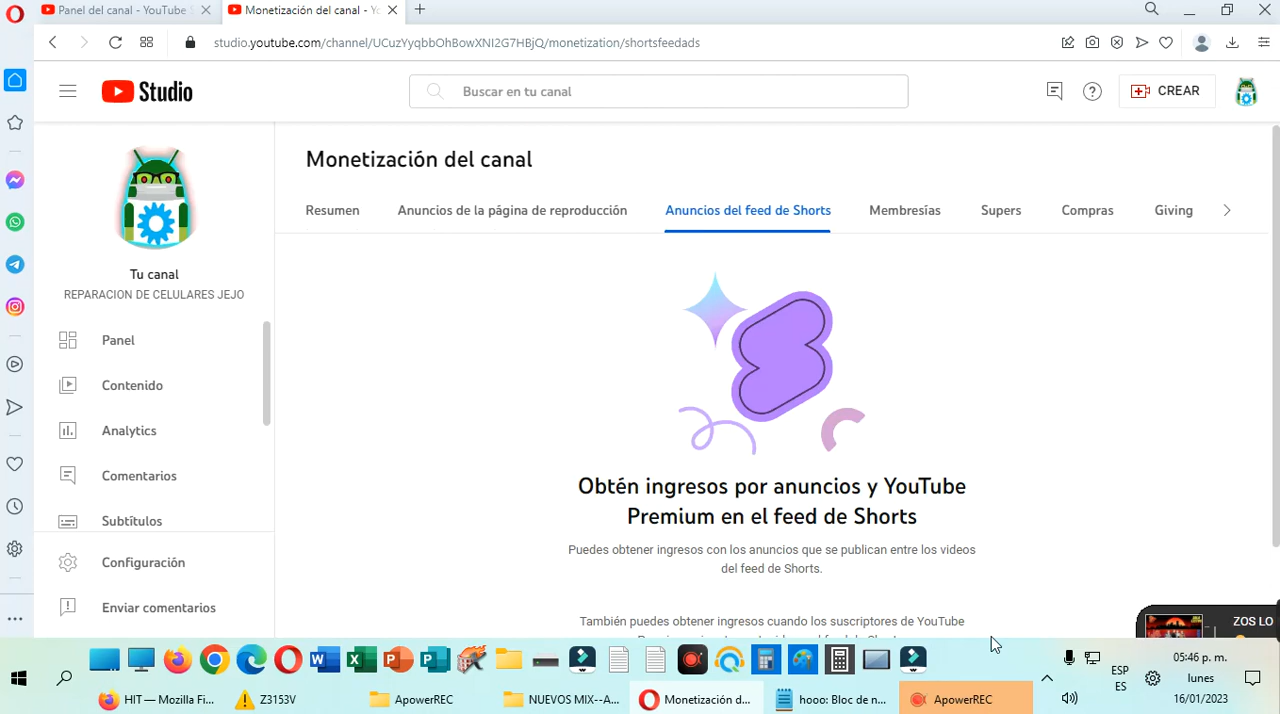 Panel del canal - YouTube S
Monetización del canal - Yo
studio.youtube.com/channel/UCuzYyqbbOhBowXNI2G7HBjQ/monetization/shortsfeedads
Studio
Buscar en tu canal
CREAR
Monetización del canal
Resumen
Anuncios de la página de reproducción
Anuncios del feed de Shorts
Membresías
Supers
Compras
Giving
Tu canal
REPARACION DE CELULARES JEJO
Panel
Contenido
Analytics
Comentarios
Subtítulos
Configuración
Enviar comentarios
Obtén ingresos por anuncios y YouTube
Premium en el feed de Shorts
Puedes obtener ingresos con los anuncios que se publican entre los videos
del feed de Shorts.
También puedes obtener ingresos cuando los suscriptores de YouTube
ZOS LO
ESP
ES
05:46 p. m.
lunes
16/01/2023
HIT — Mozilla Fi...
Z3153V
ApowerREC
NUEVOS MIX--A...
Monetización d...
hooo: Bloc de n...
ApowerREC